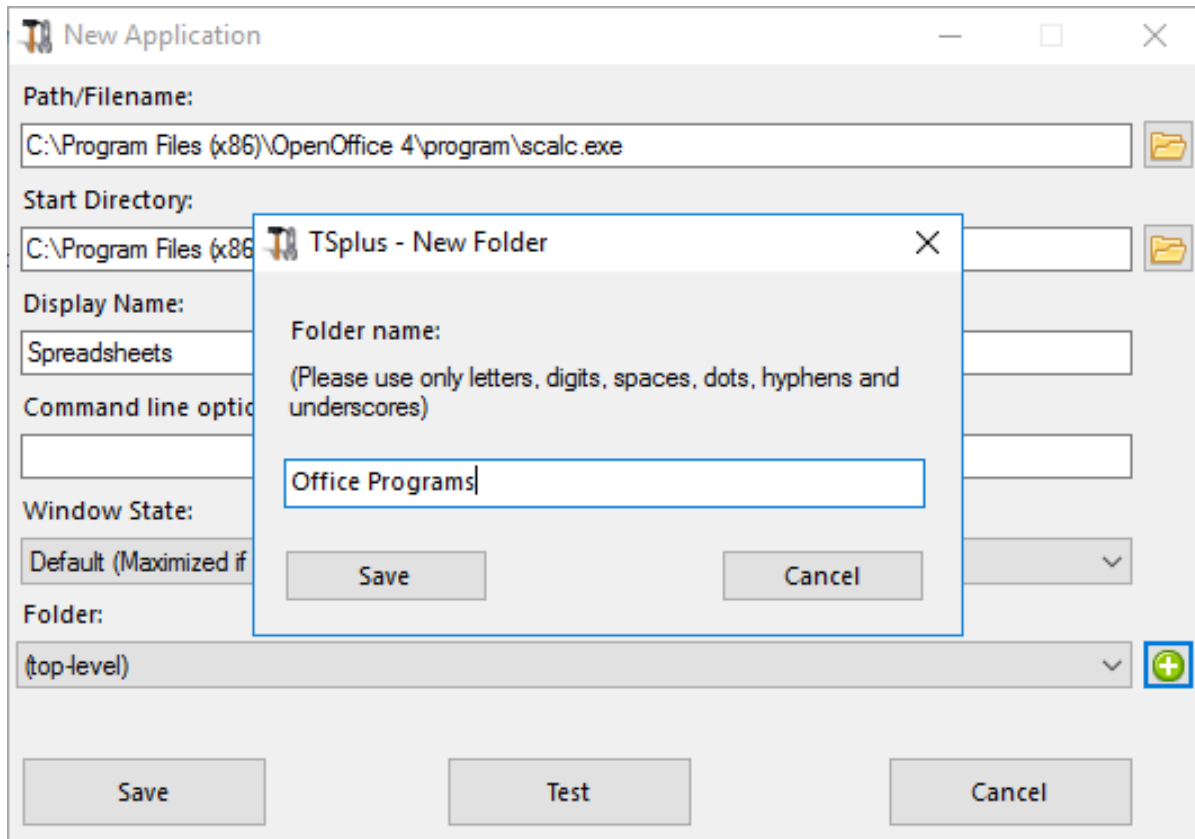 New Application
Path/Filename:
C:\Program Files (x86)\OpenOffice 4\program\scalc.exe
Start Directory:
C:\Program Files (x86
Display Name:
Spreadsheets
Command line optio
Window State:
Default (Maximized if
Folder:
(top-level)
Save Test Cancel
TSplus - New Folder
Folder name:
(Please use only letters, digits, spaces, dots, hyphens and
underscores)
Office Programs
Save Cancel